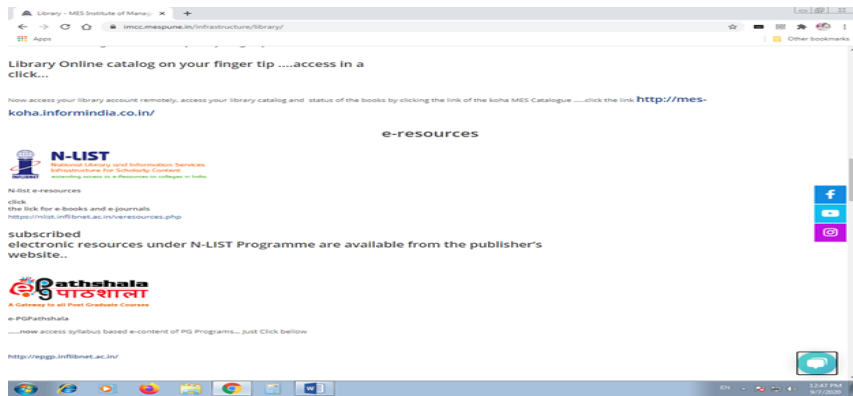 Library - MES Institute of Manag
imcc.mespune.in/infrastructure/library/
Apps
Other bookmarks
Library Online catalog on your finger tip ....access in a
click...
Now access your library account remotely, access your library catalog and status of the books by clicking the link of the koha MES Catalogue .....click the link http://mes-
koha.informindia.co.in/
e-resources
N-LIST
National Library and Information Services
Infrastructure for Scholarly Content
extending access to e-Resources to colleges in India
INFLIBNET
N-list e-resources
click
the lick for e-books and e-journals
https://nlist.inflibnet.ac.in/veresources.php
subscribed
electronic resources under N-LIST Programme are available from the publisher's
website..
ePathshala
पाठशाला
A Gateway to all Post Graduate Courses
e-PGPathshala
.....now access syllabus based e-content of PG Programs... just Click bellow
http://epgp.inflibnet.ac.in/
EN
12:47 PM
9/7/2020